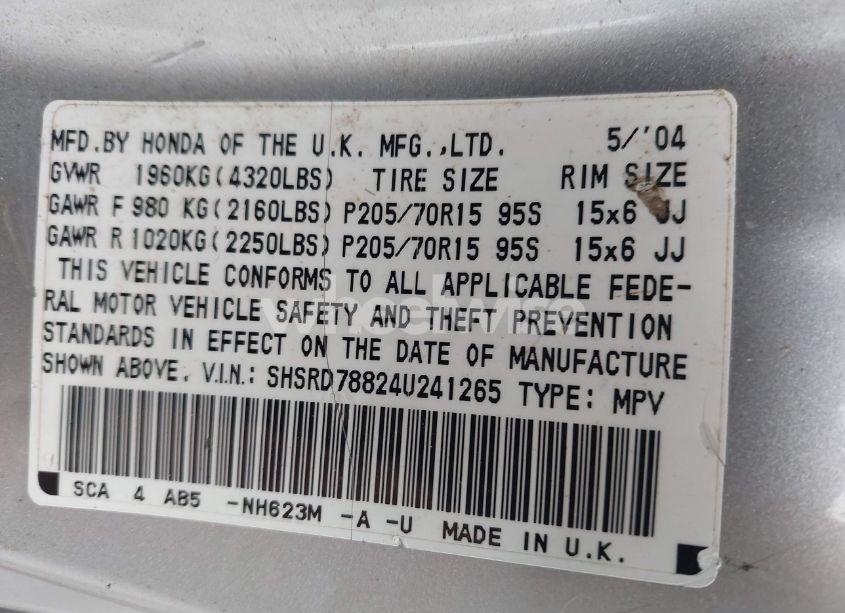 MFD.BY HONDA OF THE U.K. MFG.,LTD. 5/'04
GVWR 1960KG(4320LBS) TIRE SIZE RIM SIZE
GAWR F 980 KG(2160LBS) P205/70R15 95S 15x6 JJ
GAWR R 1020KG(2250LBS) P205/70R15 95S 15x6 JJ
THIS VEHICLE CONFORMS TO ALL APPLICABLE FEDE-
RAL MOTOR VEHICLE SAFETY AND THEFT PREVENTION
STANDARDS IN EFFECT ON THE DATE OF MANUFACTURE
SHOWN ABOVE. V.I.N.: SHSRD78824U241265 TYPE: MPV
SCA 4 AB5 -NH623M -A -U MADE IN U.K.